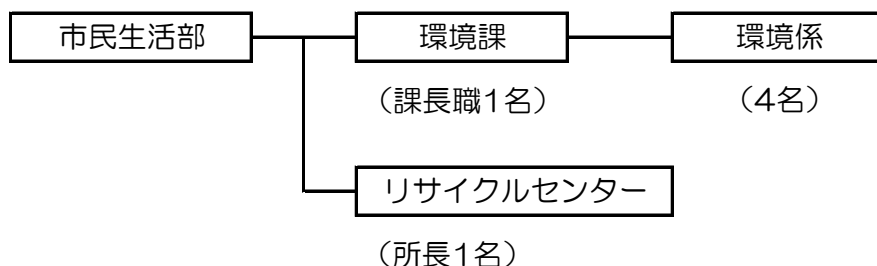 市民生活部 環境課 環境係
（課長職1名） （4名）
リサイクルセンター
（所長1名）